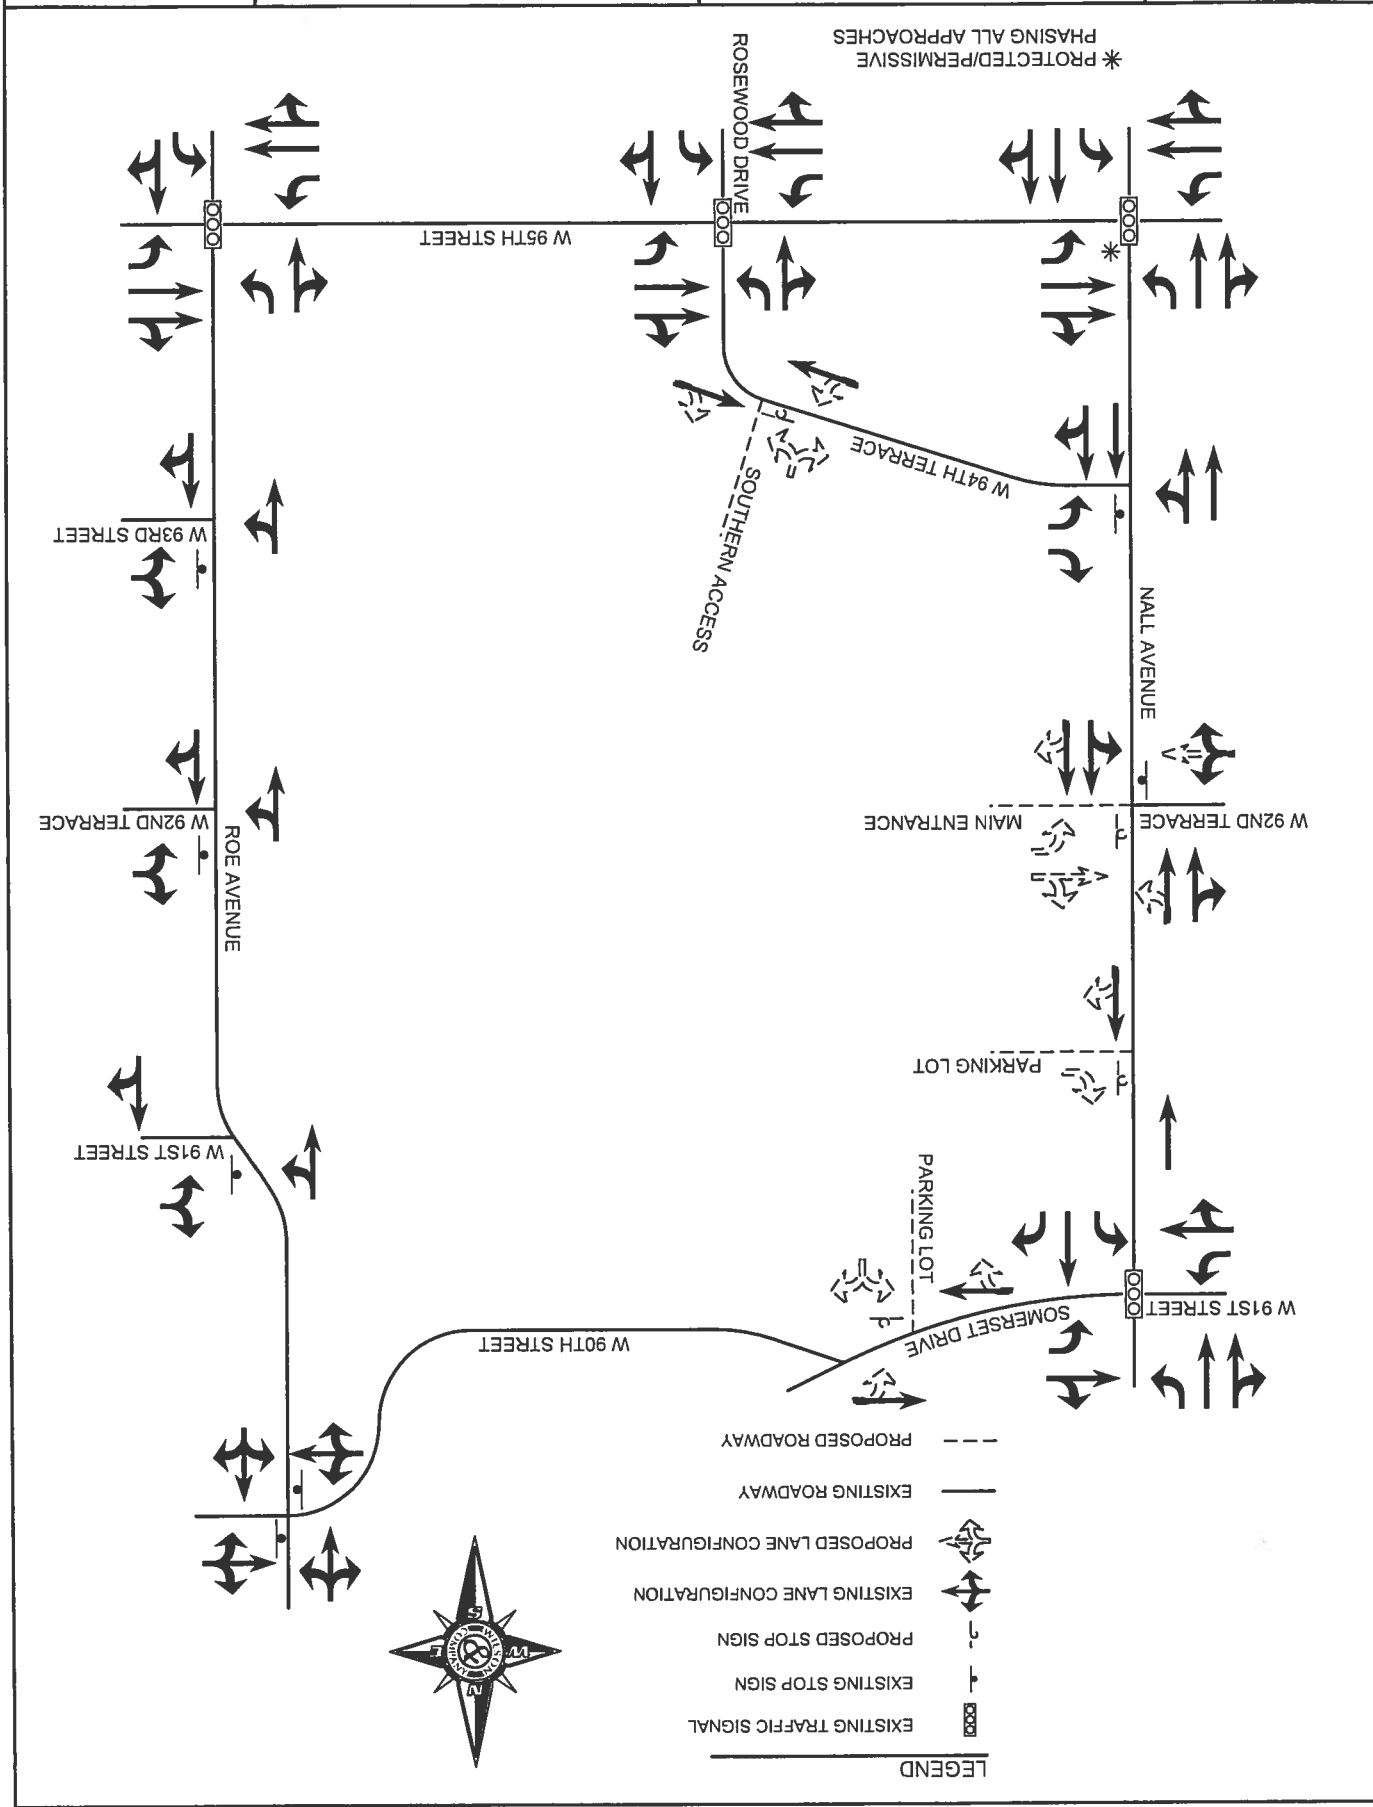 LEGEND
EXISTING TRAFFIC SIGNAL
EXISTING STOP SIGN
PROPOSED STOP SIGN
EXISTING LANE CONFIGURATION
PROPOSED LANE CONFIGURATION
EXISTING ROADWAY
PROPOSED ROADWAY
N
W
E
S
WILSON
COMPANY
&
W 91ST STREET
SOMERSET DRIVE
W 90TH STREET
PARKING LOT
PARKING LOT
W 91ST STREET
W 92ND TERRACE
MAIN ENTRANCE
W 92ND TERRACE
ROE AVENUE
NALL AVENUE
SOUTHERN ACCESS
W 93RD STREET
W 94TH TERRACE
W 95TH STREET
ROSEWOOD DRIVE
* PROTECTED/PERMISSIVE
PHASING ALL APPROACHES